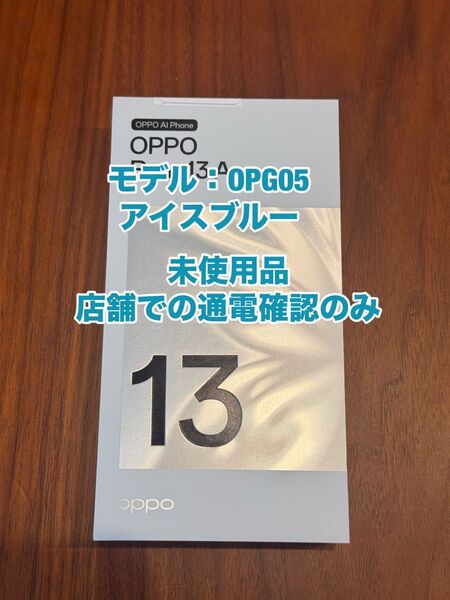 OPPO AI Phone
OPPO
13 A
モデル：OPG05
アイスブルー
未使用品
店舗での通電確認のみ
13
oppo